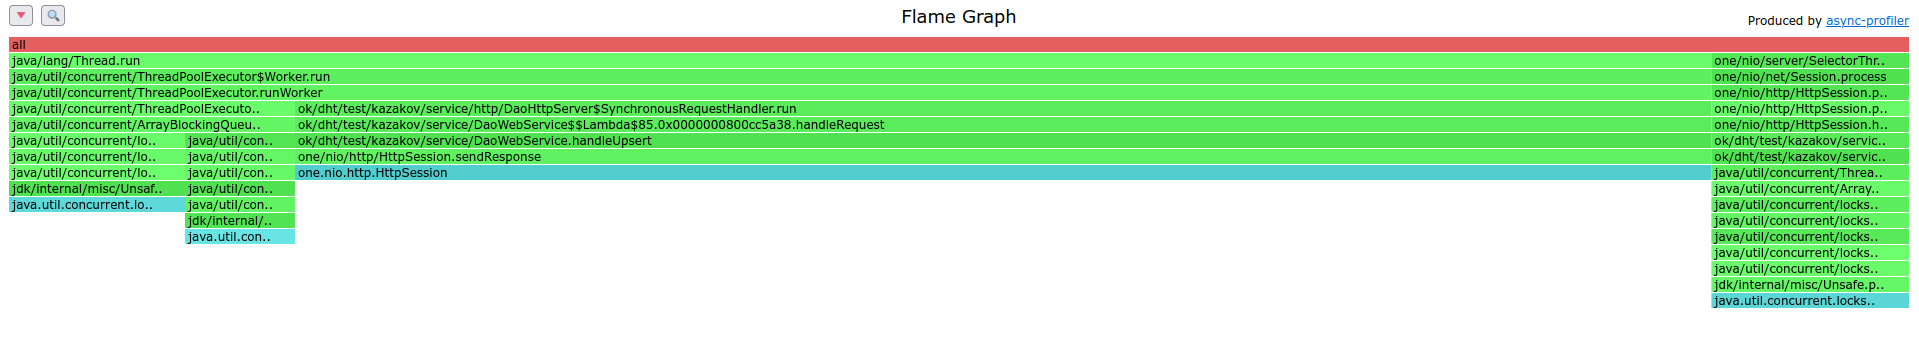 Flame Graph
Produced by async-profiler
all
java/lang/Thread.run one/nio/server/SelectorThr..
java/util/concurrent/ThreadPoolExecutor$Worker.run one/nio/net/Session.process
java/util/concurrent/ThreadPoolExecutor.runWorker one/nio/http/HttpSession.p..
java/util/concurrent/ThreadPoolExecuto.. ok/dht/test/kazakov/service/http/DaoHttpServer$SynchronousRequestHandler.run one/nio/http/HttpSession.p..
java/util/concurrent/ArrayBlockingQueu.. ok/dht/test/kazakov/service/DaoWebService$$Lambda$85.0x0000000800cc5a38.handleRequest one/nio/http/HttpSession.h..
java/util/concurrent/lo.. java/util/con.. ok/dht/test/kazakov/service/DaoWebService.handleUpsert ok/dht/test/kazakov/servic..
java/util/concurrent/lo.. java/util/con.. one/nio/http/HttpSession.sendResponse ok/dht/test/kazakov/servic..
java/util/concurrent/lo.. java/util/con.. one.nio.http.HttpSession java/util/concurrent/Threa..
jdk/internal/misc/Unsaf.. java/util/con.. java/util/concurrent/Array..
java.util.concurrent.lo.. java/util/con.. java/util/concurrent/locks..
jdk/internal/.. java/util/concurrent/locks..
java.util.con.. java/util/concurrent/locks..
java/util/concurrent/locks..
java/util/concurrent/locks..
jdk/internal/misc/Unsafe.p..
java.util.concurrent.locks..